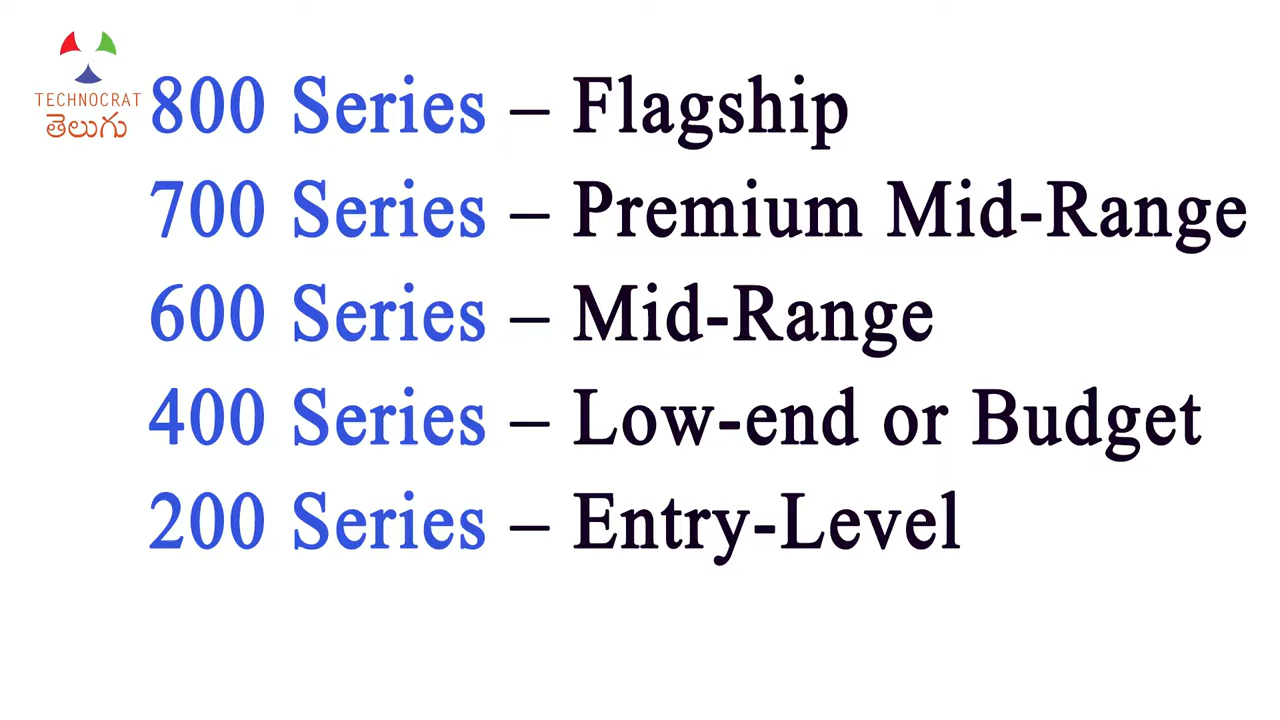 TECHNOCRAT
తెలుగు
800 Series – Flagship
700 Series – Premium Mid-Range
600 Series – Mid-Range
400 Series – Low-end or Budget
200 Series – Entry-Level